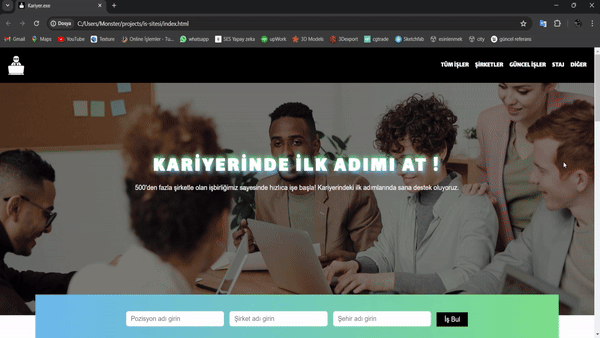 Kariyer.exe
Dosya
C:/Users/Monster/projects/is-sitesi/index.html
Gmail
Maps
YouTube
Texture
Online İşlemler - Tu...
whatsapp
SES Yapay zeka
upWork
3D Models
3Dexport
cgtrade
Sketchfab
esinlenmek
city
güncel referans
TÜM İŞLER
ŞİRKETLER
GÜNCEL İŞLER
STAJ
DİĞER
KARİYERİNDE İLK ADIMI AT !
500'den fazla şirketle olan işbirliğimiz sayesinde hızlıca işe başla! Kariyerindeki ilk adımlarında sana destek oluyoruz.
Pozisyon adı girin
Şirket adı girin
Şehir adı girin
İş Bul